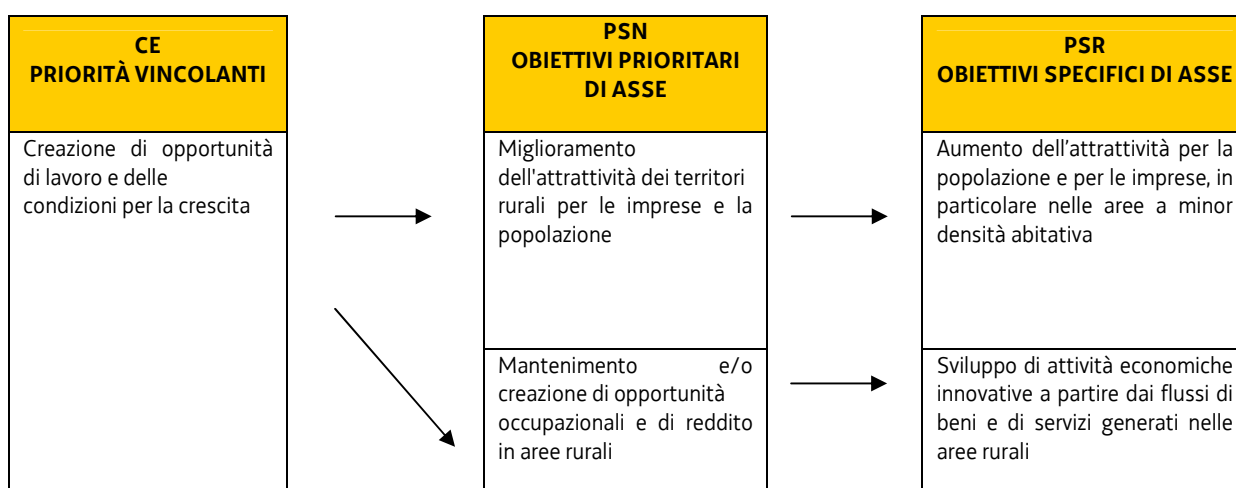 CE
PRIORITÀ VINCOLANTI
Creazione di opportunità
di lavoro e delle
condizioni per la crescita
PSN
OBIETTIVI PRIORITARI
DI ASSE
Miglioramento
dell'attrattività dei territori
rurali per le imprese e la
popolazione
Mantenimento e/o
creazione di opportunità
occupazionali e di reddito
in aree rurali
PSR
OBIETTIVI SPECIFICI DI ASSE
Aumento dell’attrattività per la
popolazione e per le imprese, in
particolare nelle aree a minor
densità abitativa
Sviluppo di attività economiche
innovative a partire dai flussi di
beni e di servizi generati nelle
aree rurali